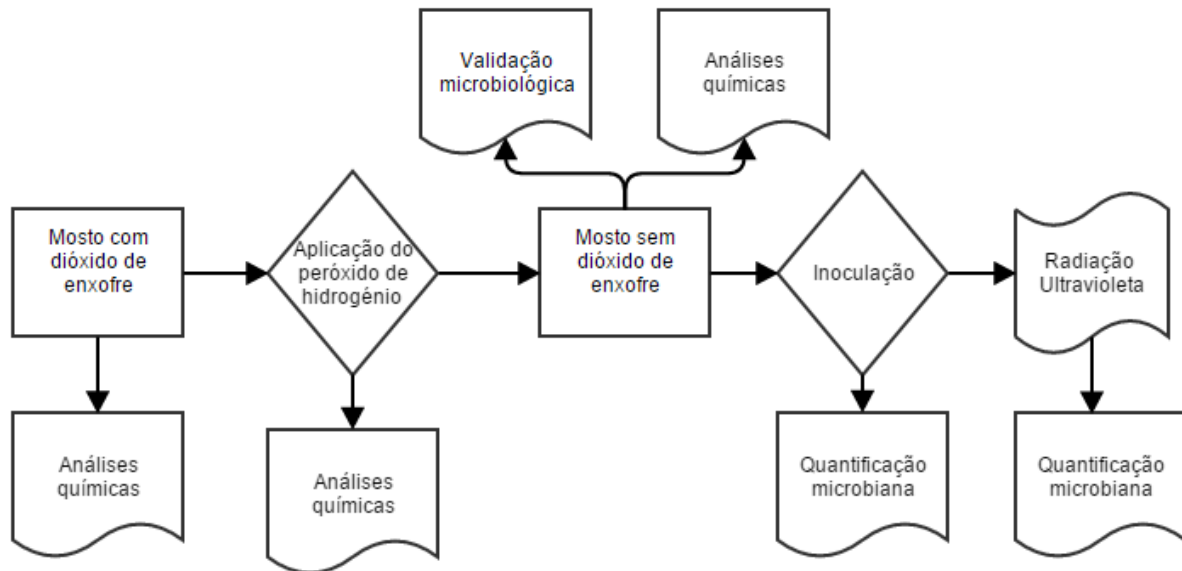 Validação
microbiológica
Análises
químicas
Mosto com
dióxido de
enxofre
Aplicação do
peróxido de
hidrogénio
Mosto sem
dióxido de
enxofre
Inoculação
Radiação
Ultravioleta
Análises
químicas
Análises
químicas
Quantificação
microbiana
Quantificação
microbiana